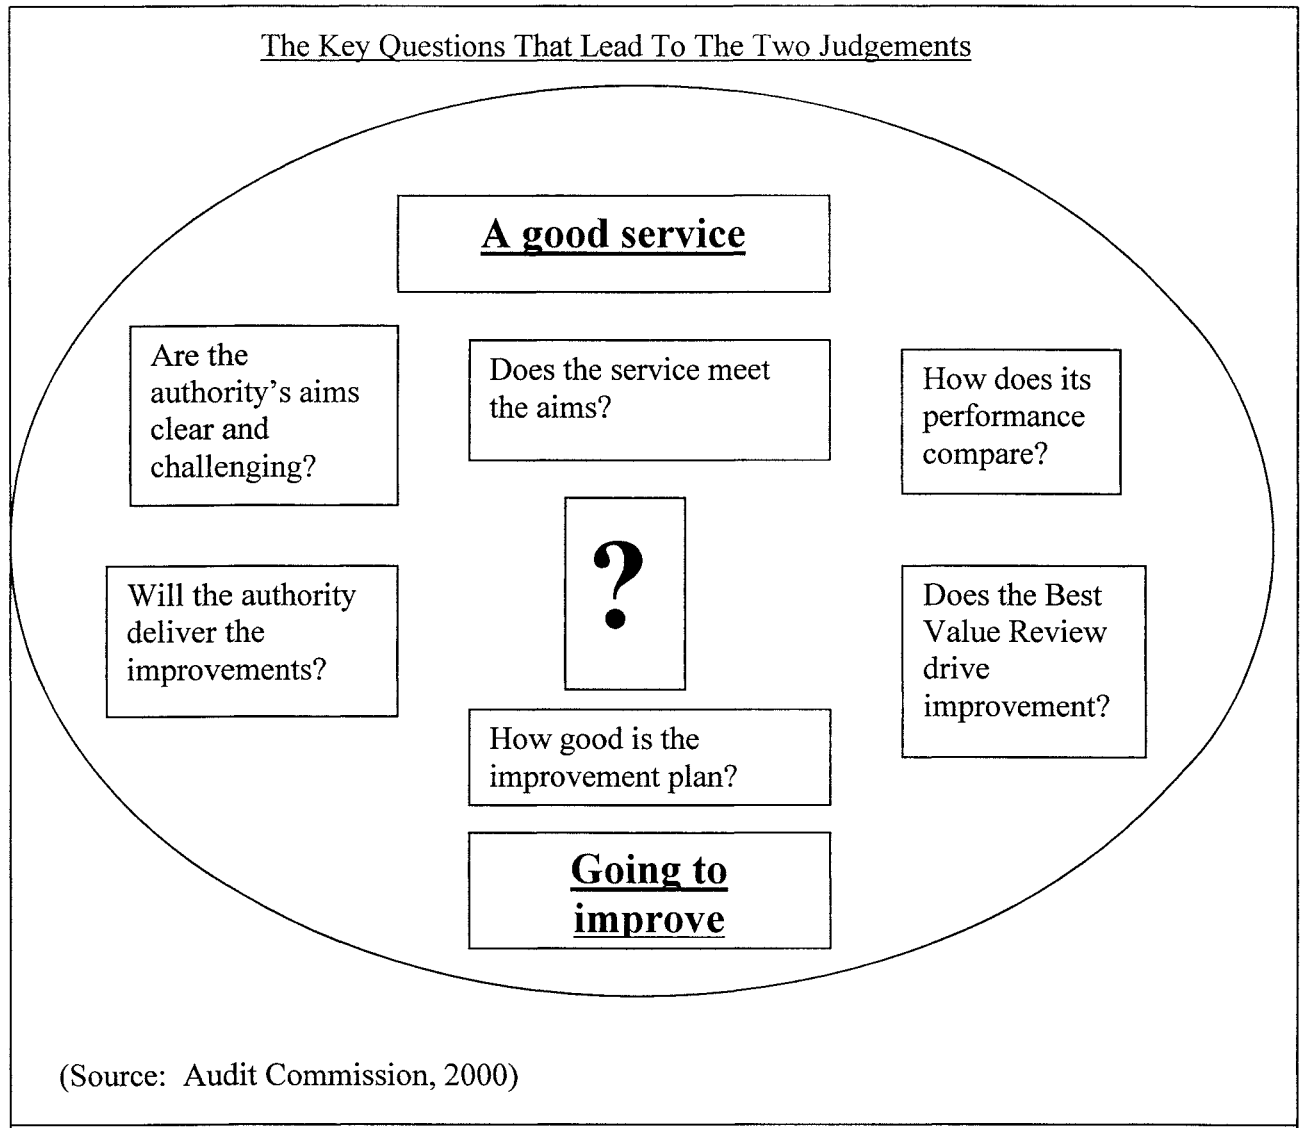 The Key Questions That Lead To The Two Judgements
A good service
Are the
authority's aims
clear and
challenging?
Does the service meet
the aims?
How does its
performance
compare?
?
Will the authority
deliver the
improvements?
Does the Best
Value Review
drive
improvement?
How good is the
improvement plan?
Going to
improve
(Source:  Audit Commission, 2000)